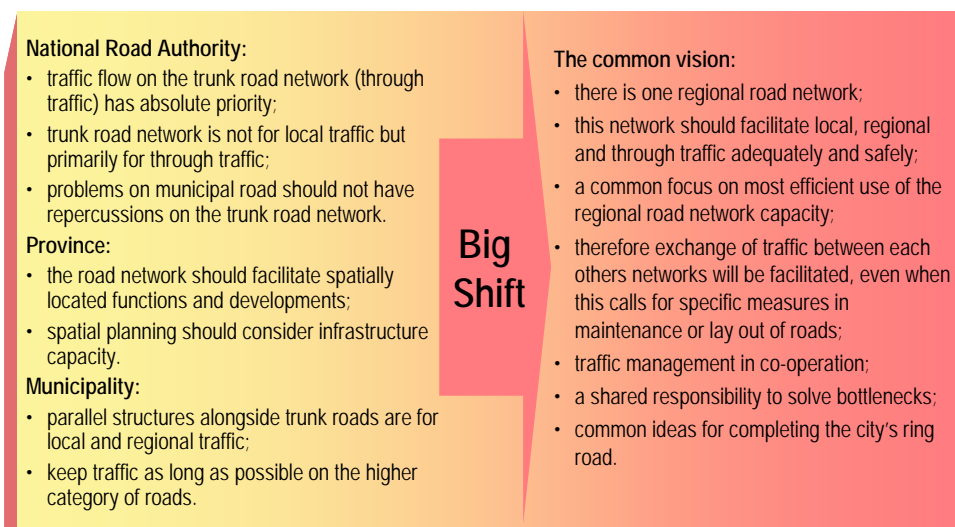 National Road Authority:
• traffic flow on the trunk road network (through
traffic) has absolute priority;
• trunk road network is not for local traffic but
primarily for through traffic;
• problems on municipal road should not have
repercussions on the trunk road network.
Province:
• the road network should facilitate spatially
located functions and developments;
• spatial planning should consider infrastructure
capacity.
Municipality:
• parallel structures alongside trunk roads are for
local and regional traffic;
• keep traffic as long as possible on the higher
category of roads.
Big
Shift
The common vision:
• there is one regional road network;
• this network should facilitate local, regional
and through traffic adequately and safely;
• a common focus on most efficient use of the
regional road network capacity;
• therefore exchange of traffic between each
others networks will be facilitated, even when
this calls for specific measures in
maintenance or lay out of roads;
• traffic management in co-operation;
• a shared responsibility to solve bottlenecks;
• common ideas for completing the city's ring
road.